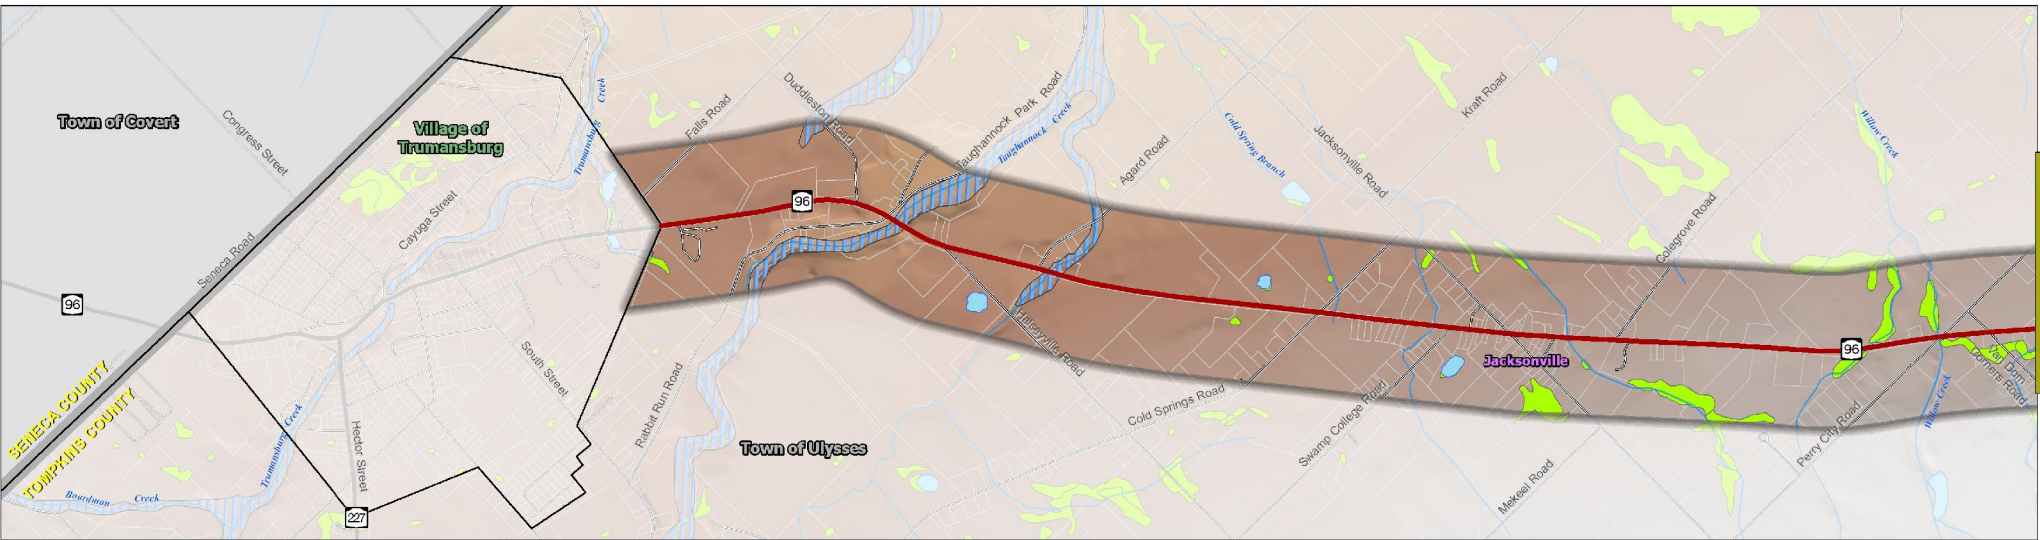 Town of Covert
Congress Street
Village of
Trumansburg
Trumansburg
Creek
Cayuga Street
Seneca Road
96
SENECA COUNTY
TOMPKINS COUNTY
Boardman
Creek
Trumansburg Creek
Hector Street
227
South Street
Rabbit Run Road
Falls Road
Duddleston Road
96
Taughannock Park Road
Taughannock Creek
Agard Road
Cold Spring Branch
Jacksonville Road
Kraft Road
Willow Creek
Colegrove Road
Halseyville Road
Town of Ulysses
Cold Springs Road
Swamp College Road
Jacksonville
Mekeel Road
96
Perry City Road
Willow Creek
Van Dorn
Corners Road